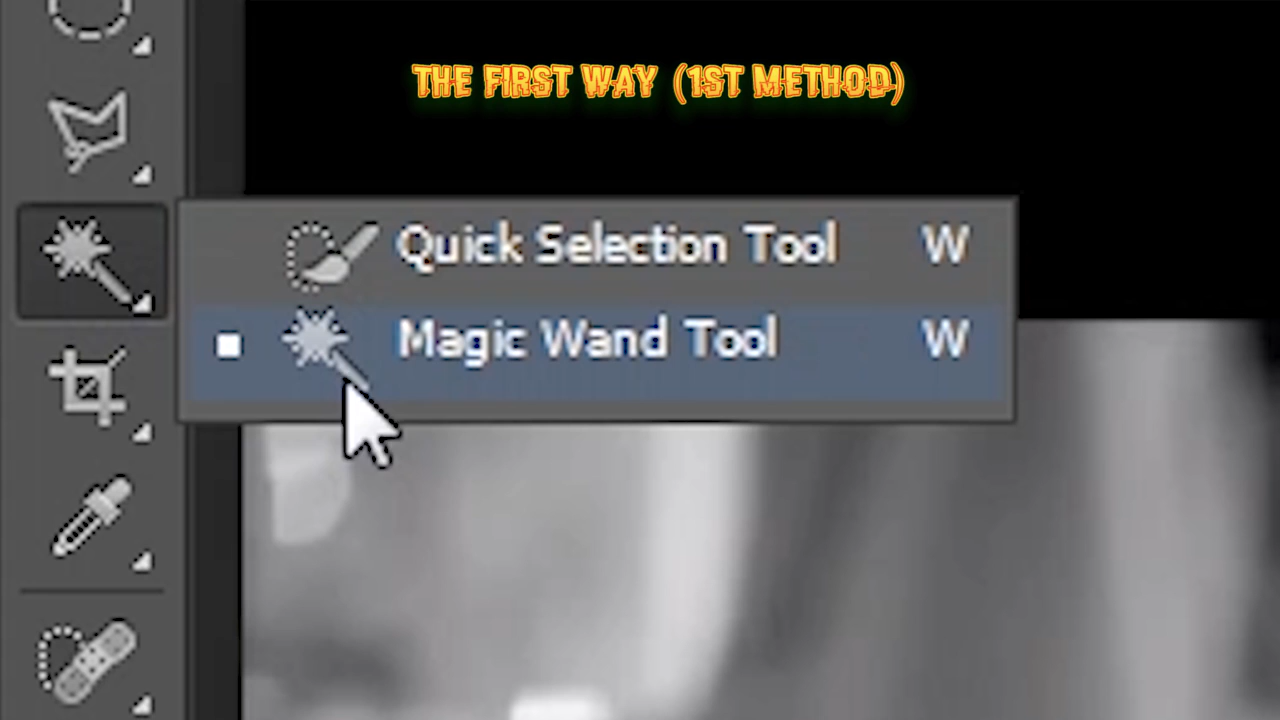 THE FIRST WAY (1ST METHOD)
Quick Selection Tool W
Magic Wand Tool W